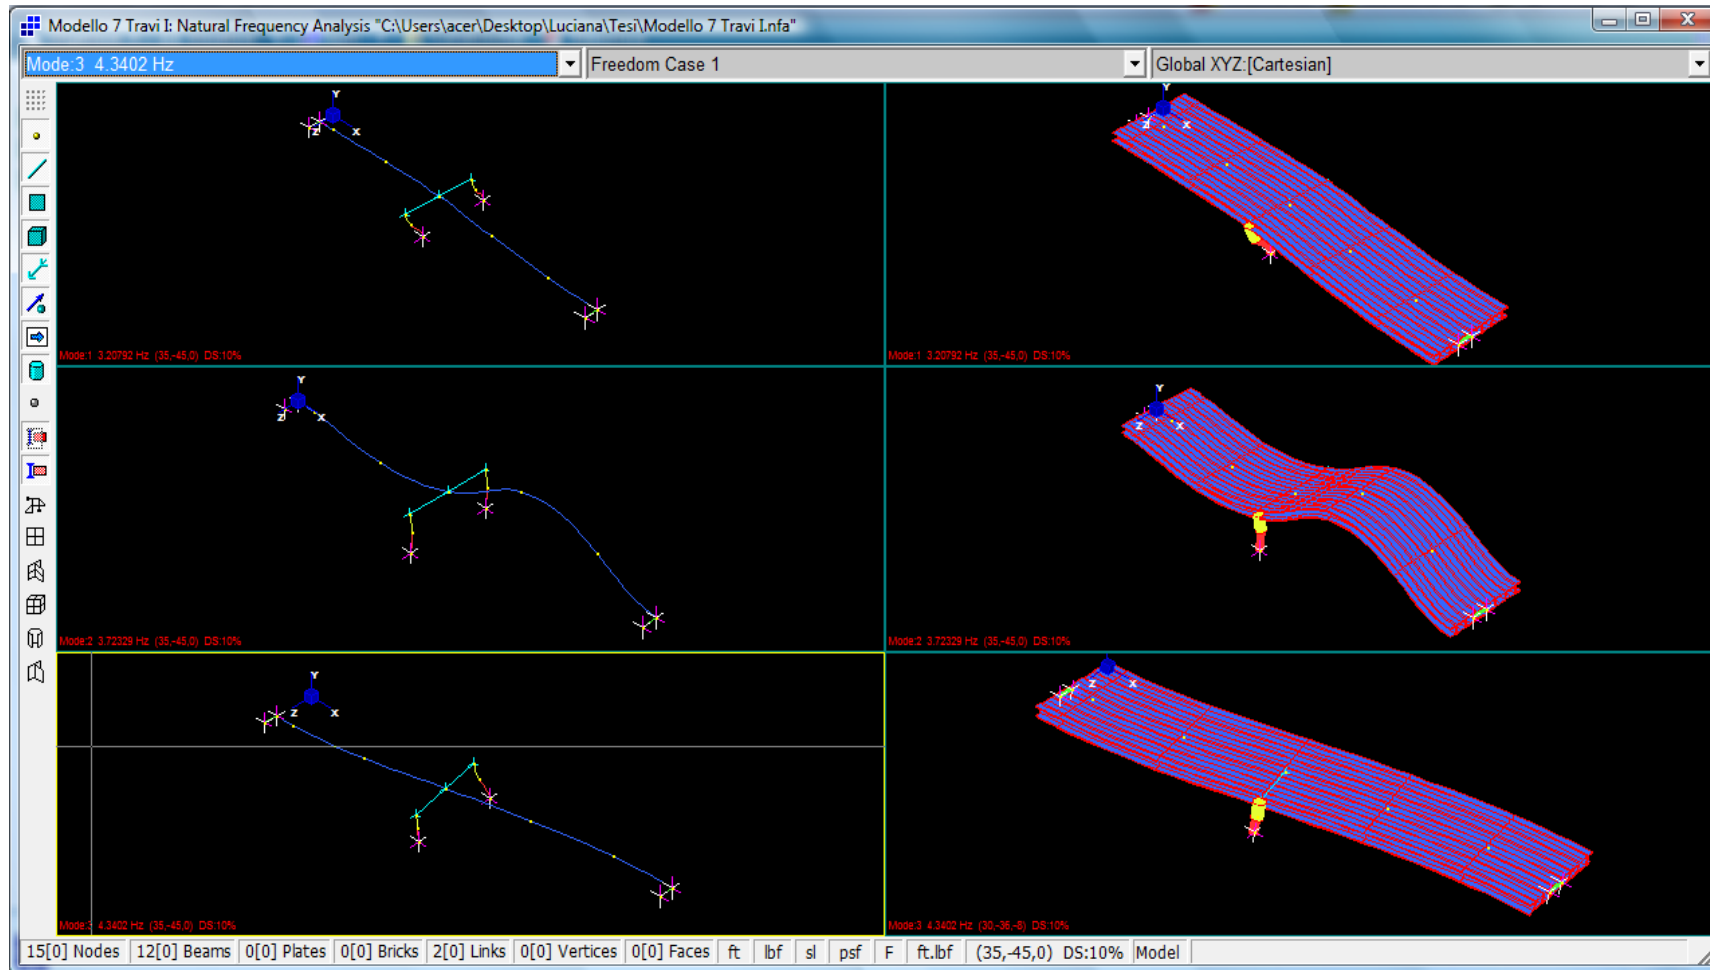 Modello 7 Travi I: Natural Frequency Analysis "C:\Users\acer\Desktop\Luciana\Tesi\Modello 7 Travi I.nfa"
Mode:3 4.3402 Hz
Freedom Case 1
Global XYZ:[Cartesian]
Y
Z
X
Mode:1 3.20792 Hz (35,-45,0) DS:10%
Y
Z
X
Mode:1 3.20792 Hz (35,-45,0) DS:10%
Y
Z
X
Mode:2 3.72329 Hz (35,-45,0) DS:10%
Y
Z
X
Mode:2 3.72329 Hz (35,-45,0) DS:10%
Y
Z
X
Mode:3 4.3402 Hz (35,-45,0) DS:10%
Z
X
Mode:3 4.3402 Hz (30,-36,-8) DS:10%
15[0] Nodes 12[0] Beams 0[0] Plates 0[0] Bricks 2[0] Links 0[0] Vertices 0[0] Faces ft lbf sl psf F ft.lbf (35,-45,0) DS:10% Model